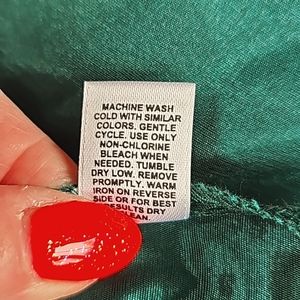 MACHINE WASH
COLD WITH SIMILAR
COLORS. GENTLE
CYCLE. USE ONLY
NON-CHLORINE
BLEACH WHEN
NEEDED. TUMBLE
DRY LOW. REMOVE
PROMPTLY. WARM
IRON ON REVERSE
SIDE OR FOR BEST
RESULTS DRY
CLEAN.